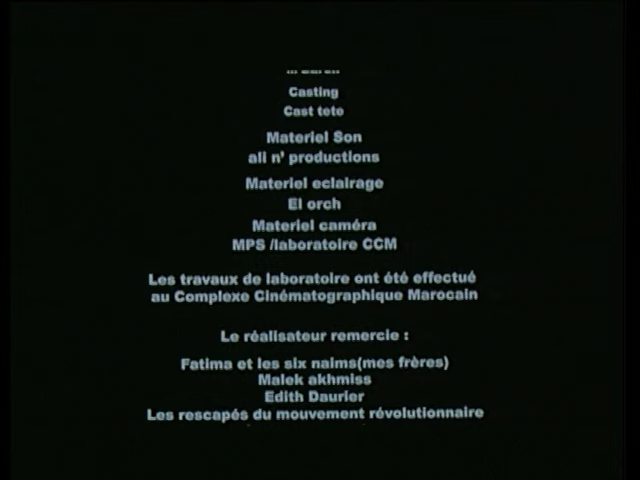 Casting
Cast tete
Materiel Son
ali n' productions
Materiel eclairage
El orch
Materiel caméra
MPS /laboratoire CCM
Les travaux de laboratoire ont été effectué
au Complexe Cinématographique Marocain
Le réalisateur remercie :
Fatima et les six naims(mes frères)
Malek akhmiss
Edith Daurier
Les rescapés du mouvement révolutionnaire